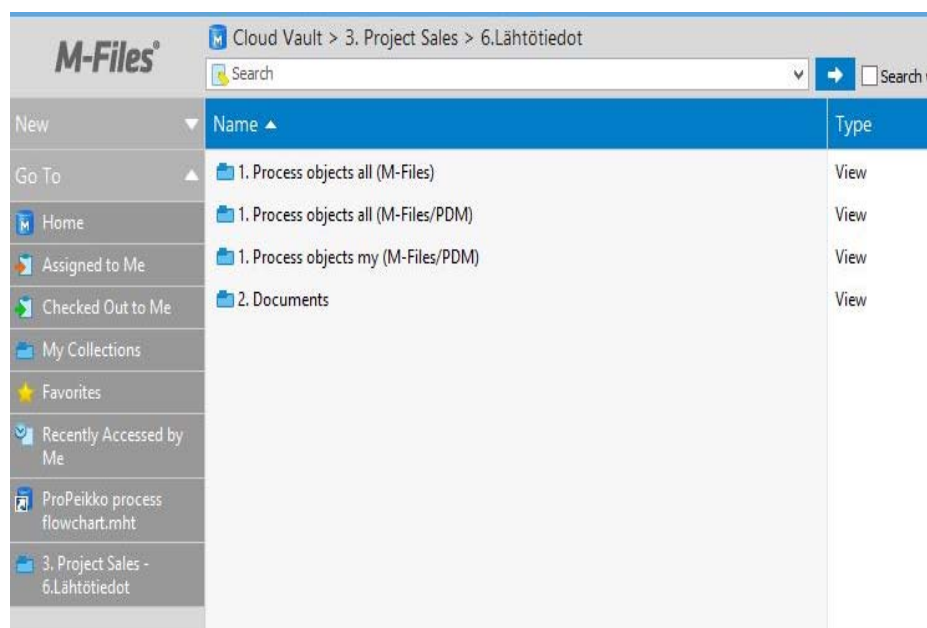 M-Files®
Cloud Vault > 3. Project Sales > 6.Lähtötiedot
Search
Search
New
Go To
Home
Assigned to Me
Checked Out to Me
My Collections
Favorites
Recently Accessed by
Me
ProPeikko process
flowchart.mht
3. Project Sales -
6.Lähtötiedot
Name Type
1. Process objects all (M-Files) View
1. Process objects all (M-Files/PDM) View
1. Process objects my (M-Files/PDM) View
2. Documents View